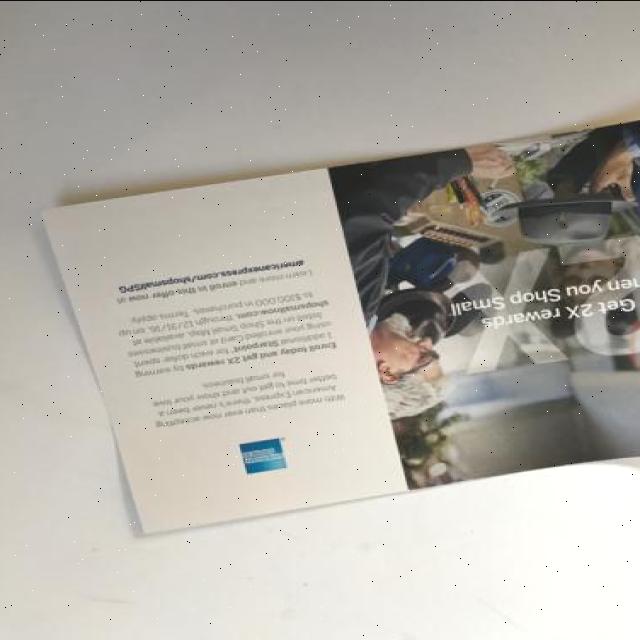 With more places than ever now accepting
American Express, there's never been a
better time to get out and show your love
for small business.
Enroll today and get 2X rewards by earning
1 additional Starpoint® for each dollar spent
using your enrolled Card at small businesses
listed on the Shop Small Map, available at
shopsmallnow.com, through 12/31/16, on up
to $300,000 in purchases. Terms apply.
Learn more and enroll in this offer now at
americanexpress.com/shopsmallSPG
Get 2X rewards
hen you Shop Small
X